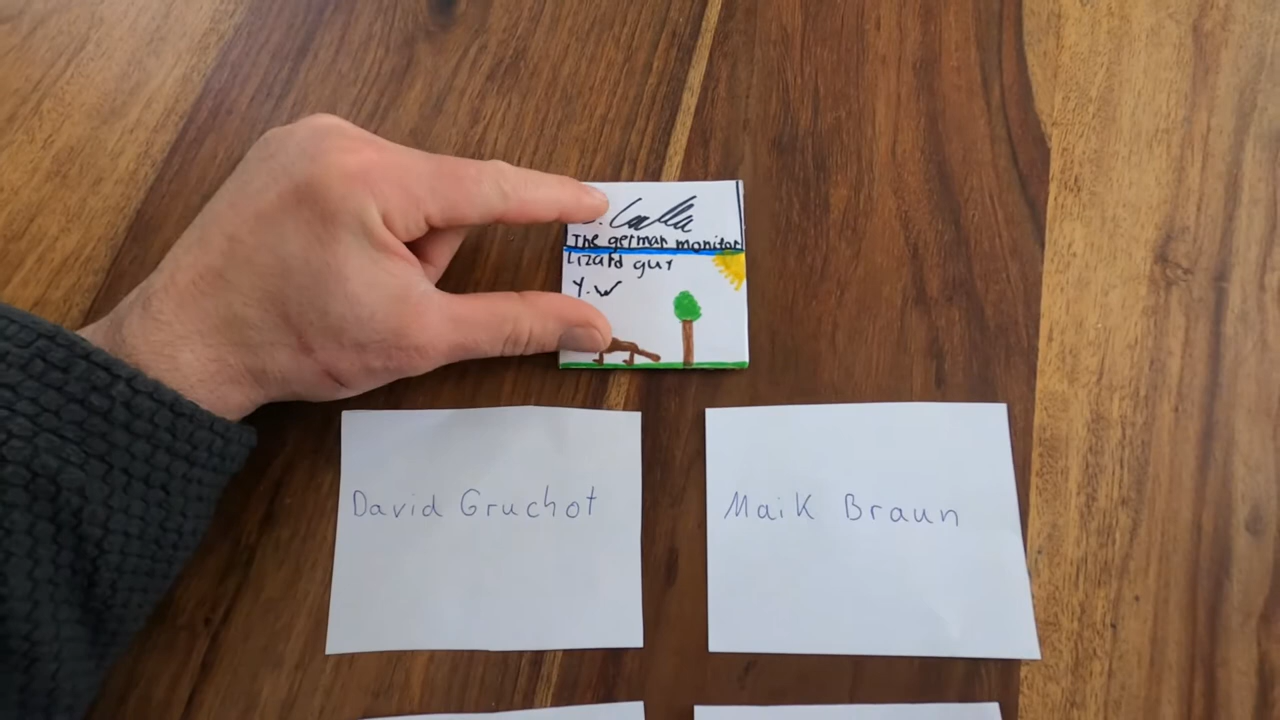 The german monitor
Lizard guy
Y.W
David Gruchot
Maik Braun